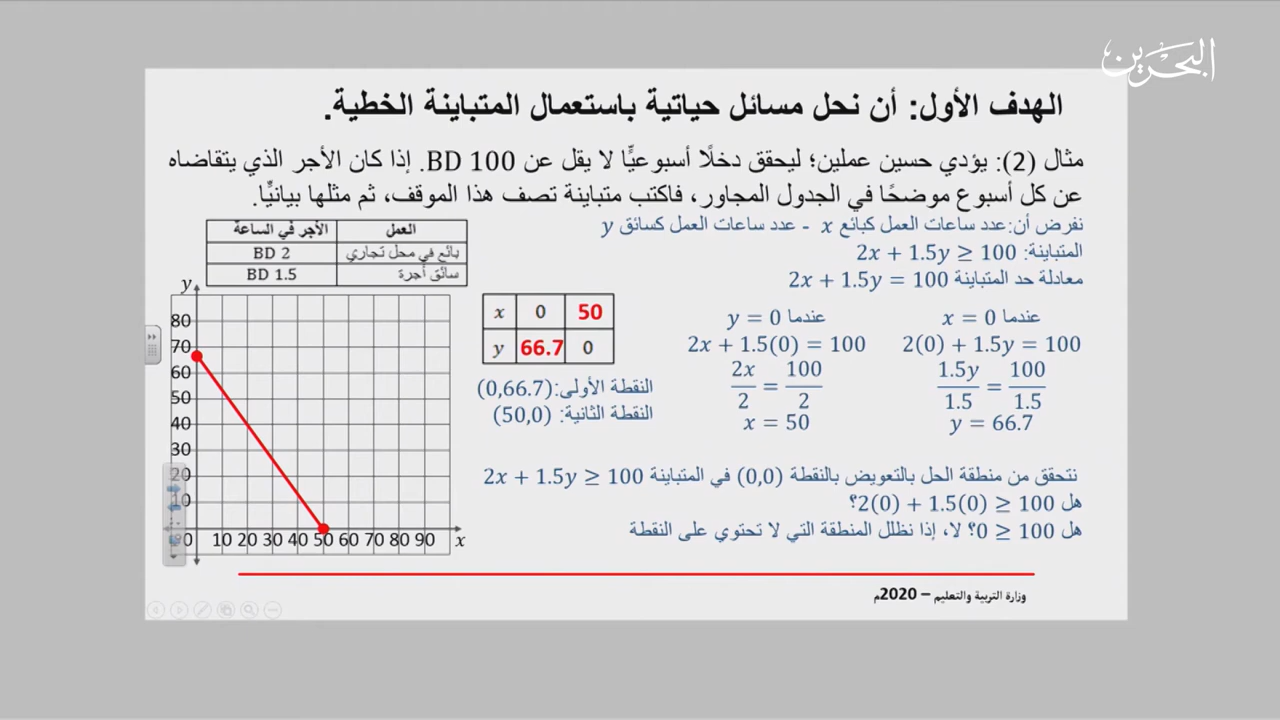 البحرين
الهدف الأول: أن نحل مسائل حياتية باستعمال المتباينة الخطية.
مثال (2): يؤدي حسين عملين؛ ليحقق دخلًا أسبوعيًّا لا يقل عن BD 100. إذا كان الأجر الذي يتقاضاه
عن كل أسبوع موضحًا في الجدول المجاور، فاكتب متباينة تصف هذا الموقف، ثم مثلها بيانيًّا.
نفرض أن:عدد ساعات العمل كبائع x - عدد ساعات العمل كسائق y
المتباينة: 2x + 1.5y ≥ 100
معادلة حد المتباينة 2x + 1.5y = 100
العمل الأجر في الساعة
بائع في محل تجاري BD 2
سائق أجرة BD 1.5
عندما x = 0
2(0) + 1.5y = 100
1.5y/1.5 = 100/1.5
y = 66.7
عندما y = 0
2x + 1.5(0) = 100
2x/2 = 100/2
x = 50
x 0 50
y 66.7 0
النقطة الأولى:(0,66.7)
النقطة الثانية: (50,0)
نتحقق من منطقة الحل بالتعويض بالنقطة (0,0) في المتباينة 2x + 1.5y ≥ 100
هل 2(0) + 1.5(0) ≥ 100؟
هل 0 ≥ 100؟ لا، إذا نظلل المنطقة التي لا تحتوي على النقطة
y
80
70
60
50
40
30
20
10
0 10 20 30 40 50 60 70 80 90 x
وزارة التربية والتعليم – 2020م